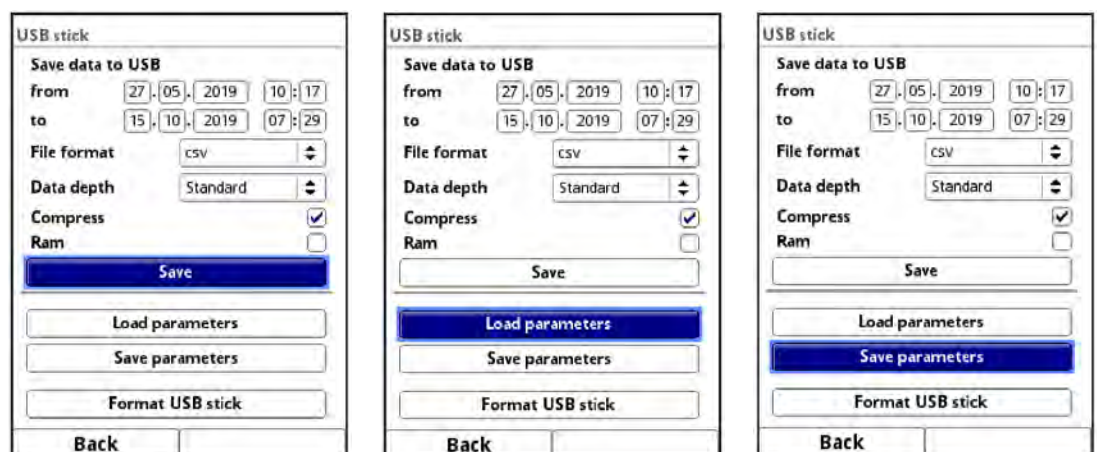 USB stick
Save data to USB
from 27.05. 2019 10:17
to 15.10. 2019 07:29
File format csv
Data depth Standard
Compress
Ram
Save
Load parameters
Save parameters
Format USB stick
Back
USB stick
Save data to USB
from 27.05. 2019 10:17
to 15.10. 2019 07:29
File format csv
Data depth Standard
Compress
Ram
Save
Load parameters
Save parameters
Format USB stick
Back
USB stick
Save data to USB
from 27.05. 2019 10:17
to 15.10. 2019 07:29
File format csv
Data depth Standard
Compress
Ram
Save
Load parameters
Save parameters
Format USB stick
Back